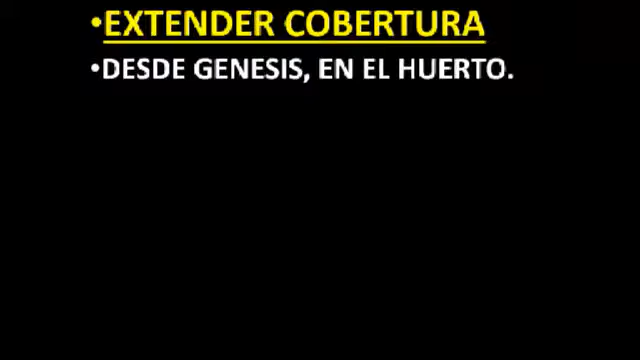 •EXTENDER COBERTURA
•DESDE GENESIS, EN EL HUERTO.